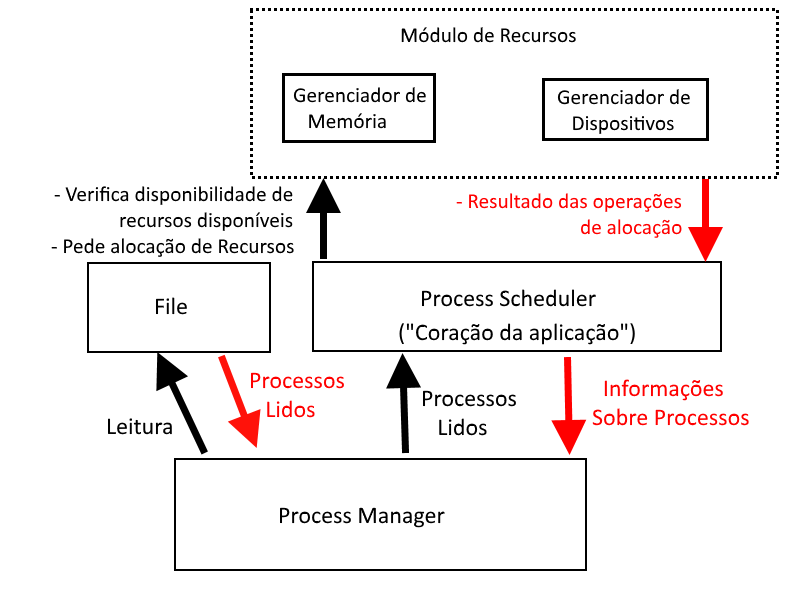 Módulo de Recursos
Gerenciador de
Memória
Gerenciador de
Dispositivos
- Verifica disponibilidade de
recursos disponíveis
- Pede alocação de Recursos
- Resultado das operações
de alocação
File
Process Scheduler
("Coração da aplicação")
Leitura
Processos
Lidos
Processos
Lidos
Informações
Sobre Processos
Process Manager